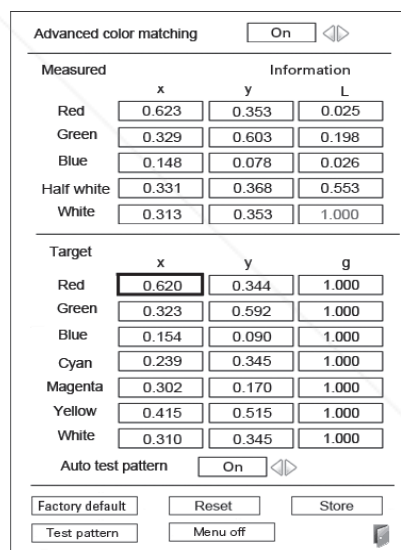 Advanced color matching On
Measured Information
x y L
Red 0.623 0.353 0.025
Green 0.329 0.603 0.198
Blue 0.148 0.078 0.026
Half white 0.331 0.368 0.553
White 0.313 0.353 1.000
Target
x y g
Red 0.620 0.344 1.000
Green 0.323 0.592 1.000
Blue 0.154 0.090 1.000
Cyan 0.239 0.345 1.000
Magenta 0.302 0.170 1.000
Yellow 0.415 0.515 1.000
White 0.310 0.345 1.000
Auto test pattern On
Factory default Reset Store
Test pattern Menu off